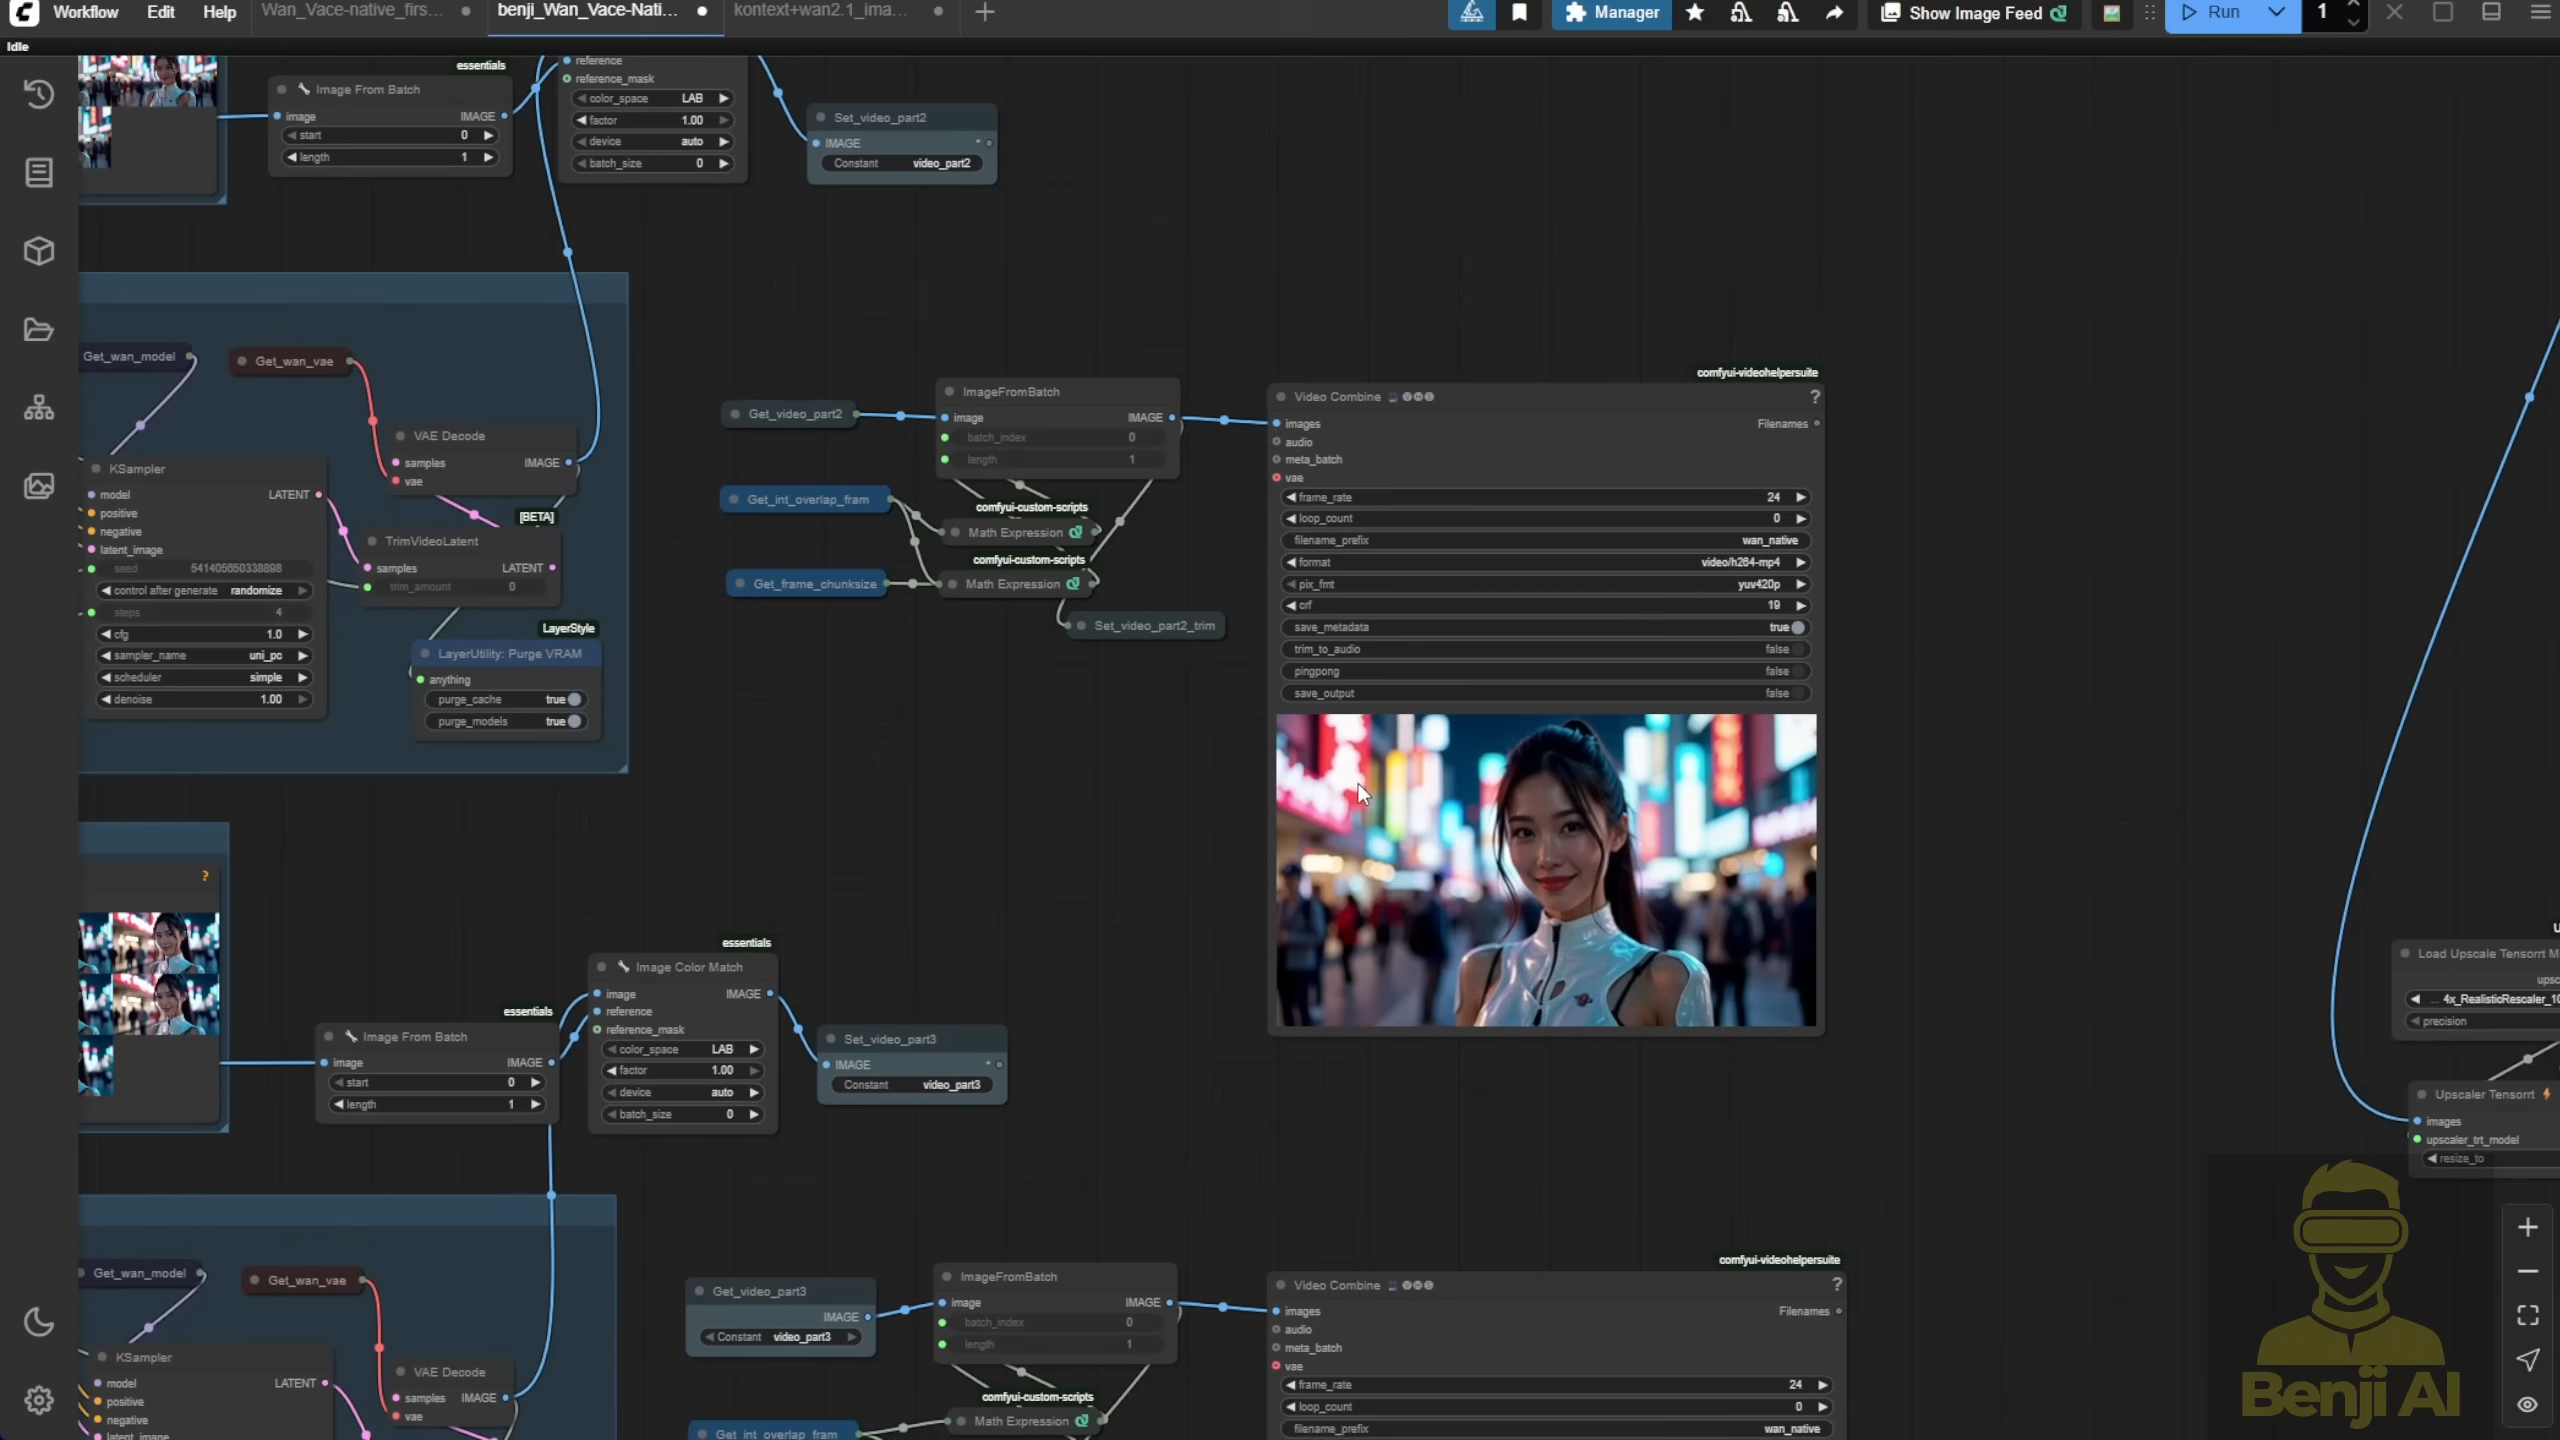 Workflow
Edit
Help
Wan_Vace-native_firs...
benji_Wan_Vace-Nati...
kontext+wan2.1_ima...
Manager
Show Image Feed
Run
1
Idle
essentials
Image From Batch
image IMAGE
start 0
length 1
reference
reference_mask
color_space LAB
factor 1.00
device auto
batch_size 0
Set_video_part2
IMAGE
Constant video_part2
Get_wan_model
Get_wan_vae
VAE Decode
samples IMAGE
vae
KSampler
model LATENT
positive
negative
latent_image
seed 541405650338898
control after generate randomize
steps 4
cfg 1.0
sampler_name uni_pc
scheduler simple
denoise 1.00
[BETA]
TrimVideoLatent
samples LATENT
trim_amount 0
LayerStyle
LayerUtility: Purge VRAM
anything
purge_cache true
purge_models true
Get_video_part2
ImageFromBatch
image IMAGE
batch_index 0
length 1
Get_int_overlap_fram
comfyui-custom-scripts
Math Expression
comfyui-custom-scripts
Get_frame_chunksize
Math Expression
Set_video_part2_trim
comfyui-videohelpersuite
Video Combine
?
images Filenames
audio
meta_batch
vae
frame_rate 24
loop_count 0
filename_prefix wan_native
format video/h264-mp4
pix_fmt yuv420p
crf 19
save_metadata true
trim_to_audio false
pingpong false
save_output false
?
essentials
Image From Batch
image IMAGE
start 0
length 1
essentials
Image Color Match
image IMAGE
reference
reference_mask
color_space LAB
factor 1.00
device auto
batch_size 0
Set_video_part3
IMAGE
Constant video_part3
Load Upscale Tensorrt M
... 4x_RealisticRescaler_10
precision
Upscaler Tensorrt
images
upscaler_trt_model
resize_to
Get_wan_model
Get_wan_vae
KSampler
model LATENT
positive
negative
latent_image
VAE Decode
samples IMAGE
vae
Get_video_part3
IMAGE
Constant video_part3
ImageFromBatch
image IMAGE
batch_index 0
length 1
comfyui-custom-scripts
Math Expression
Get_int_overlap_fram
comfyui-videohelpersuite
Video Combine
?
images Filenames
audio
meta_batch
vae
frame_rate 24
loop_count 0
filename_prefix wan_native
Benji AI